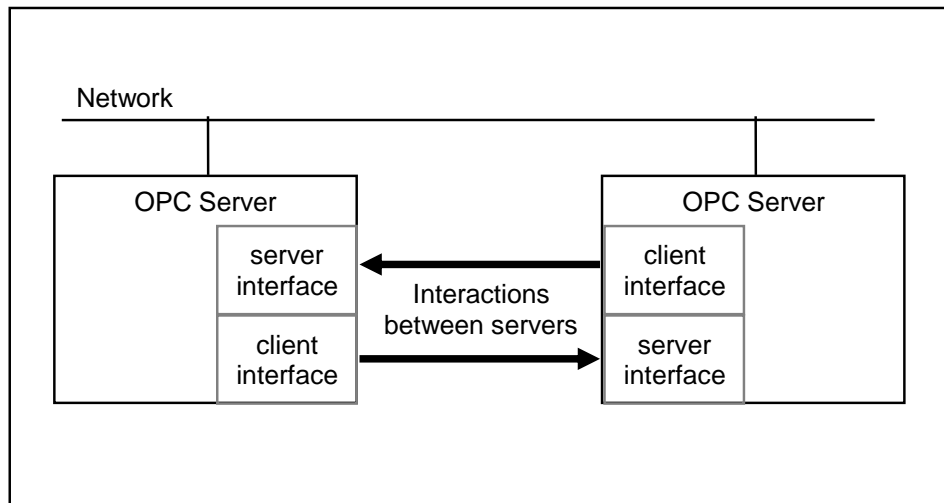 Network
OPC Server
server
interface
client
interface
Interactions
between servers
OPC Server
client
interface
server
interface